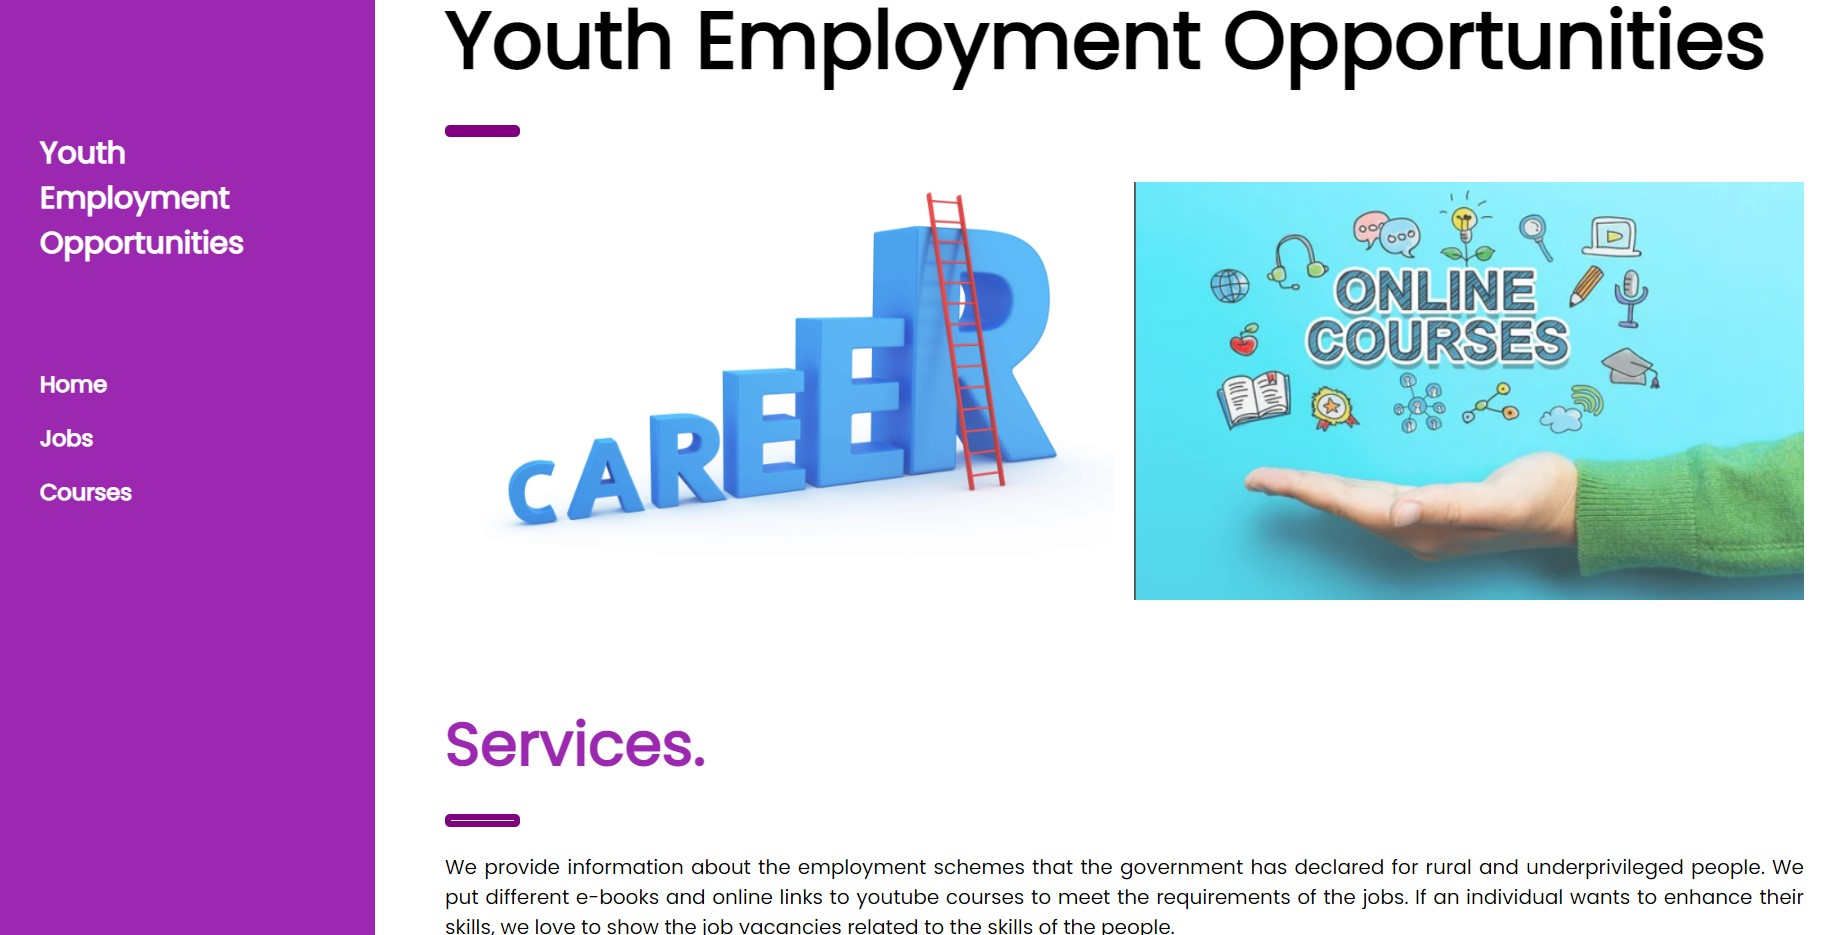 Youth Employment Opportunities
Youth
Employment
Opportunities
Home
Jobs
Courses
CAREER
ONLINE
COURSES
Services.
We provide information about the employment schemes that the government has declared for rural and underprivileged people. We
put different e-books and online links to youtube courses to meet the requirements of the jobs. If an individual wants to enhance their
skills, we love to show the job vacancies related to the skills of the people.